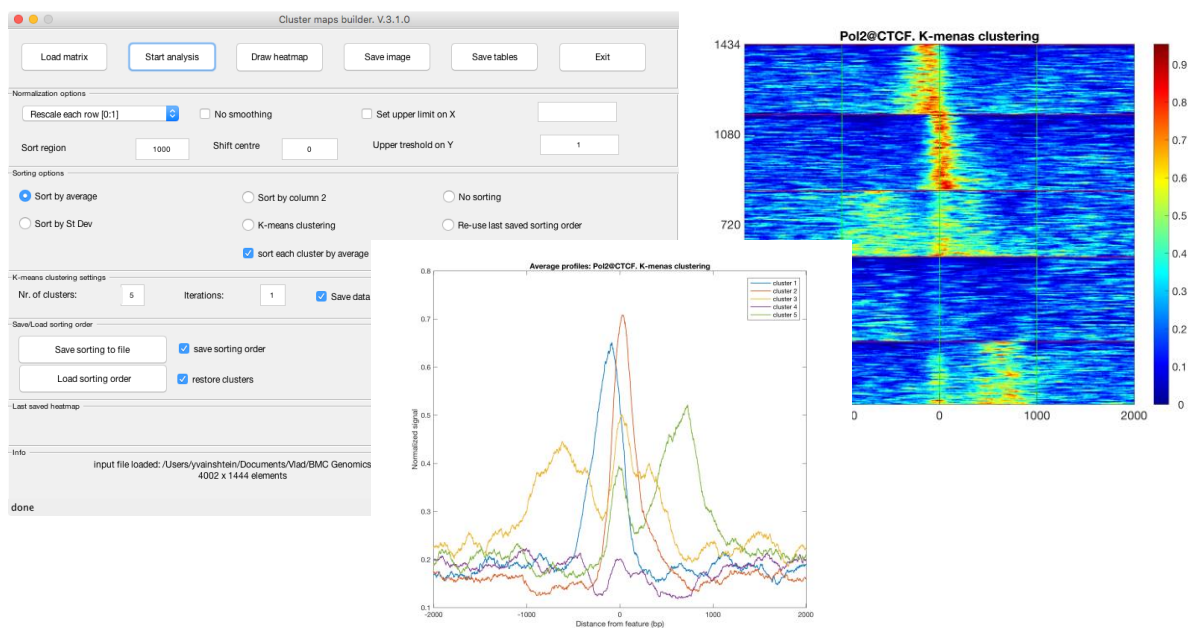 Cluster maps builder. V.3.1.0
Load matrix Start analysis Draw heatmap Save image Save tables Exit
Normalization options
Rescale each row [0:1] No smoothing Set upper limit on X
Sort region 1000 Shift centre 0 Upper treshold on Y 1
Sorting options
Sort by average Sort by column 2 No sorting
Sort by St Dev K-means clustering Re-use last saved sorting order
sort each cluster by average
K-means clustering settings
Nr. of clusters: 5 Iterations: 1 Save data
Save/Load sorting order
Save sorting to file save sorting order
Load sorting order restore clusters
Last saved heatmap
Info
input file loaded: /Users/yvainshtein/Documents/Vlad/BMC Genomics
4002 x 1444 elements
done
Average profiles: Pol2@CTCF. K-menas clustering
cluster 1
cluster 2
cluster 3
cluster 4
cluster 5
Normalized signal
0.8
0.7
0.6
0.5
0.4
0.3
0.2
0.1
-2000 -1000 0 1000 2000
Distance from feature (bp)
Pol2@CTCF. K-menas clustering
1434
1080
720
0 1000 2000
0.9
0.8
0.7
0.6
0.5
0.4
0.3
0.2
0.1
0